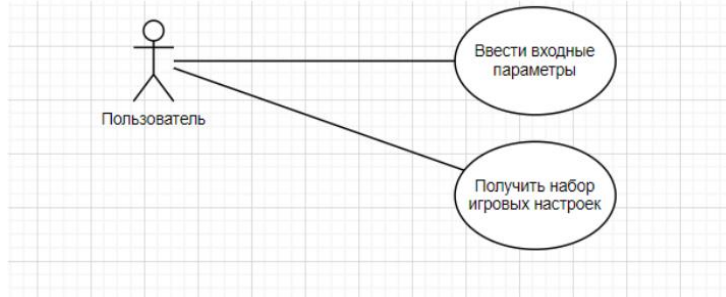 Ввести входные
параметры
Пользователь
Получить набор
игровых настроек